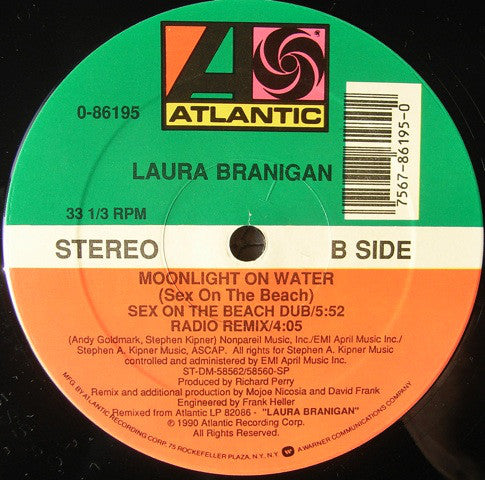 ATLANTIC
0-86195
LAURA BRANIGAN
7567-86195-0
33 1/3 RPM
STEREO
B SIDE
MOONLIGHT ON WATER
(Sex On The Beach)
SEX ON THE BEACH DUB/5:52
RADIO REMIX/4:05
(Andy Goldmark, Stephen Kipner) Nonpareil Music, Inc./EMI April Music Inc./
Stephen A. Kipner Music, ASCAP. All rights for Stephen A. Kipner Music
controlled and administered by EMI April Music Inc.
ST-DM-58562/58560-SP
Produced by Richard Perry
Remix and additional production by Mojoe Nicosia and David Frank
Engineered by Frank Heller
Remixed from Atlantic LP 82086 - "LAURA BRANIGAN"
© 1990 Atlantic Recording Corp.
All Rights Reserved.
MFG. BY ATLANTIC RECORDING CORP. 75 ROCKEFELLER PLAZA, N.Y. N.Y. A WARNER COMMUNICATIONS COMPANY